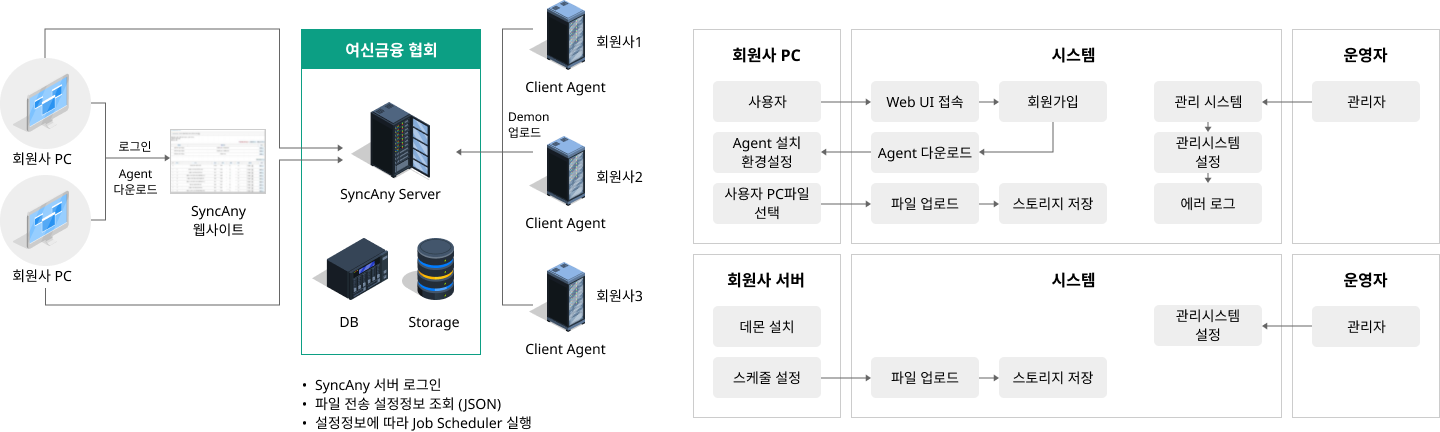 회원사 PC
회원사 PC
로그인
Agent
다운로드
SyncAny
웹사이트
여신금융 협회
SyncAny Server
DB
Storage
Demon
업로드
회원사1
Client Agent
회원사2
Client Agent
회원사3
Client Agent
• SyncAny 서버 로그인
• 파일 전송 설정정보 조회 (JSON)
• 설정정보에 따라 Job Scheduler 실행
회원사 PC
시스템
운영자
사용자
Web UI 접속
회원가입
관리 시스템
관리자
Agent 설치
환경설정
Agent 다운로드
관리시스템
설정
사용자 PC파일
선택
파일 업로드
스토리지 저장
에러 로그
회원사 서버
시스템
운영자
데몬 설치
관리시스템
설정
관리자
스케줄 설정
파일 업로드
스토리지 저장